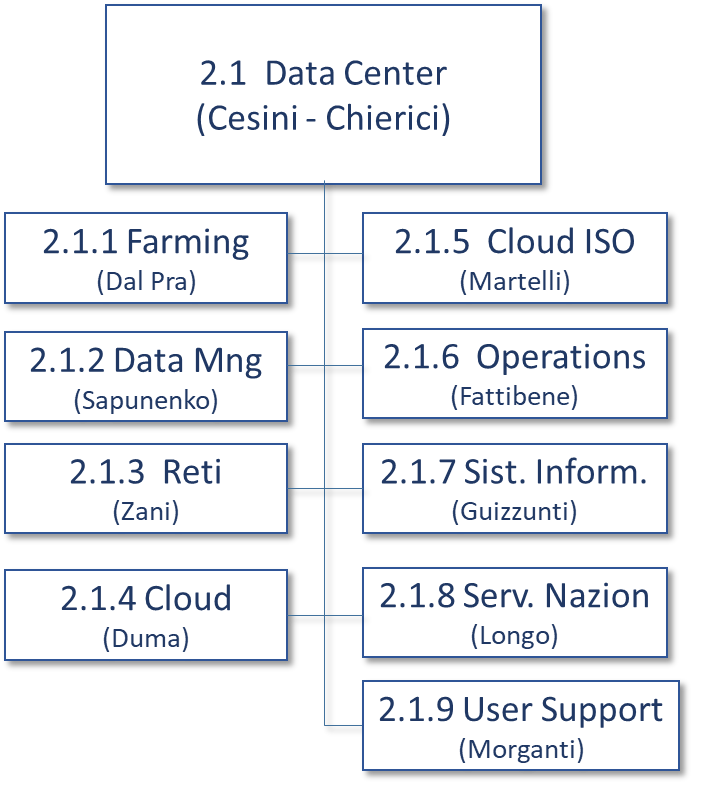 2.1 Data Center
(Cesini - Chierici)
2.1.1 Farming
(Dal Pra)
2.1.2 Data Mng
(Sapunenko)
2.1.3 Reti
(Zani)
2.1.4 Cloud
(Duma)
2.1.5 Cloud ISO
(Martelli)
2.1.6 Operations
(Fattibene)
2.1.7 Sist. Inform.
(Guizzunti)
2.1.8 Serv. Nazion
(Longo)
2.1.9 User Support
(Morganti)